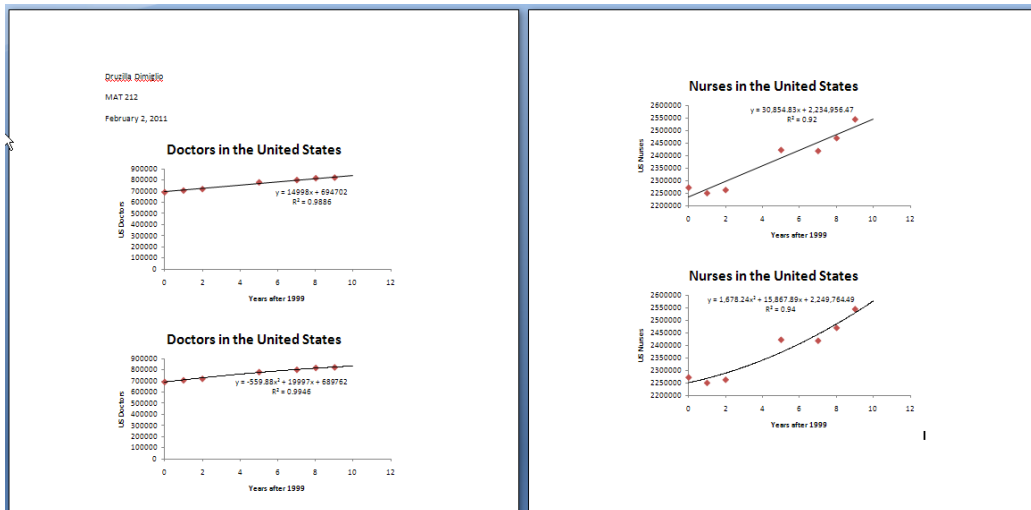 Druzilla Dimiglio
MAT 212
February 2, 2011
Doctors in the United States
900000
800000
700000
600000
500000
400000
300000
200000
100000
0
US Doctors
y = 14998x + 694702
R² = 0.9886
0 2 4 6 8 10 12
Years after 1999
Doctors in the United States
900000
800000
700000
600000
500000
400000
300000
200000
100000
0
US Doctors
y = -559.88x² + 19997x + 689762
R² = 0.9946
0 2 4 6 8 10 12
Years after 1999
Nurses in the United States
2600000
2550000
2500000
2450000
2400000
2350000
2300000
2250000
2200000
US Nurses
y = 30,854.83x + 2,234,956.47
R² = 0.92
0 2 4 6 8 10 12
Years after 1999
Nurses in the United States
2600000
2550000
2500000
2450000
2400000
2350000
2300000
2250000
2200000
US Nurses
y = 1,678.24x² + 15,867.89x + 2,249,764.49
R² = 0.94
0 2 4 6 8 10 12
Years after 1999